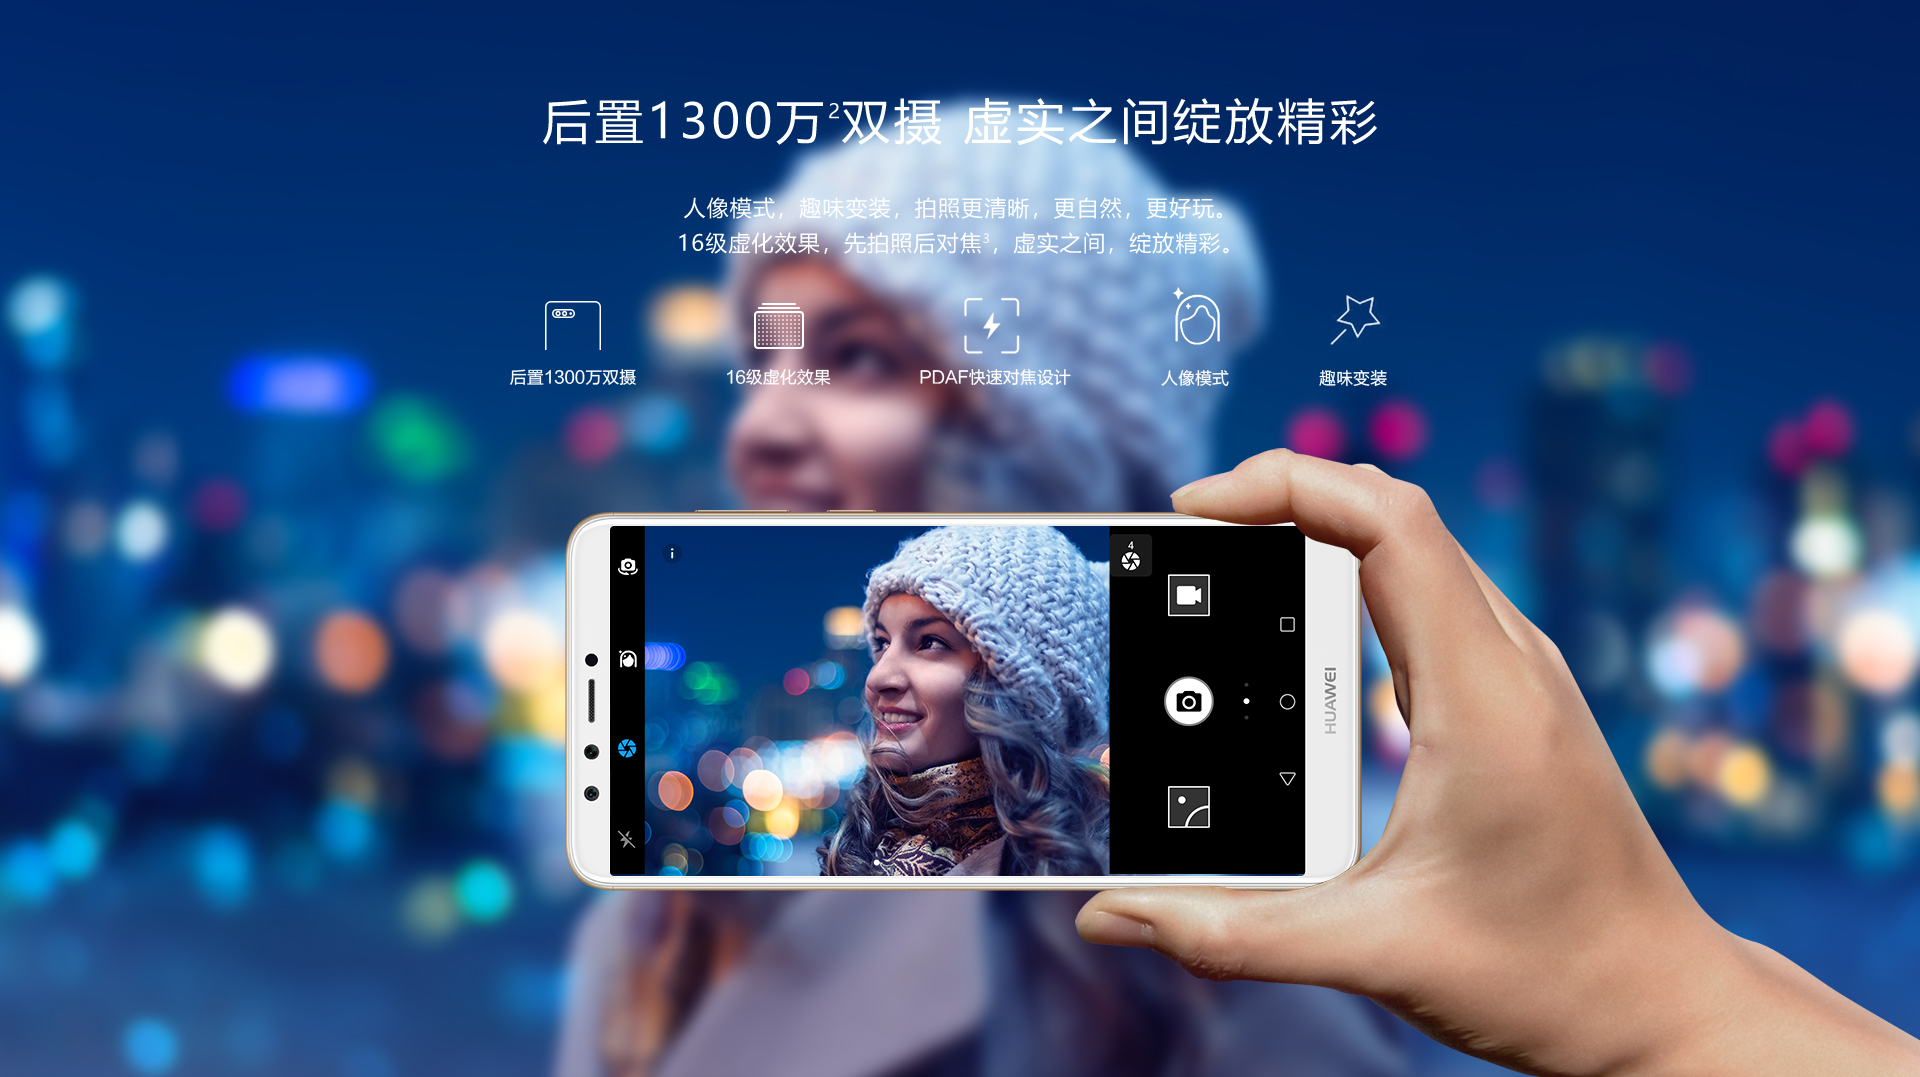 后置1300万²双摄 虚实之间绽放精彩
人像模式，趣味变装，拍照更清晰，更自然，更好玩。
16级虚化效果，先拍照后对焦³，虚实之间，绽放精彩。
后置1300万双摄
16级虚化效果
PDAF快速对焦设计
人像模式
趣味变装
i
4
HUAWEI